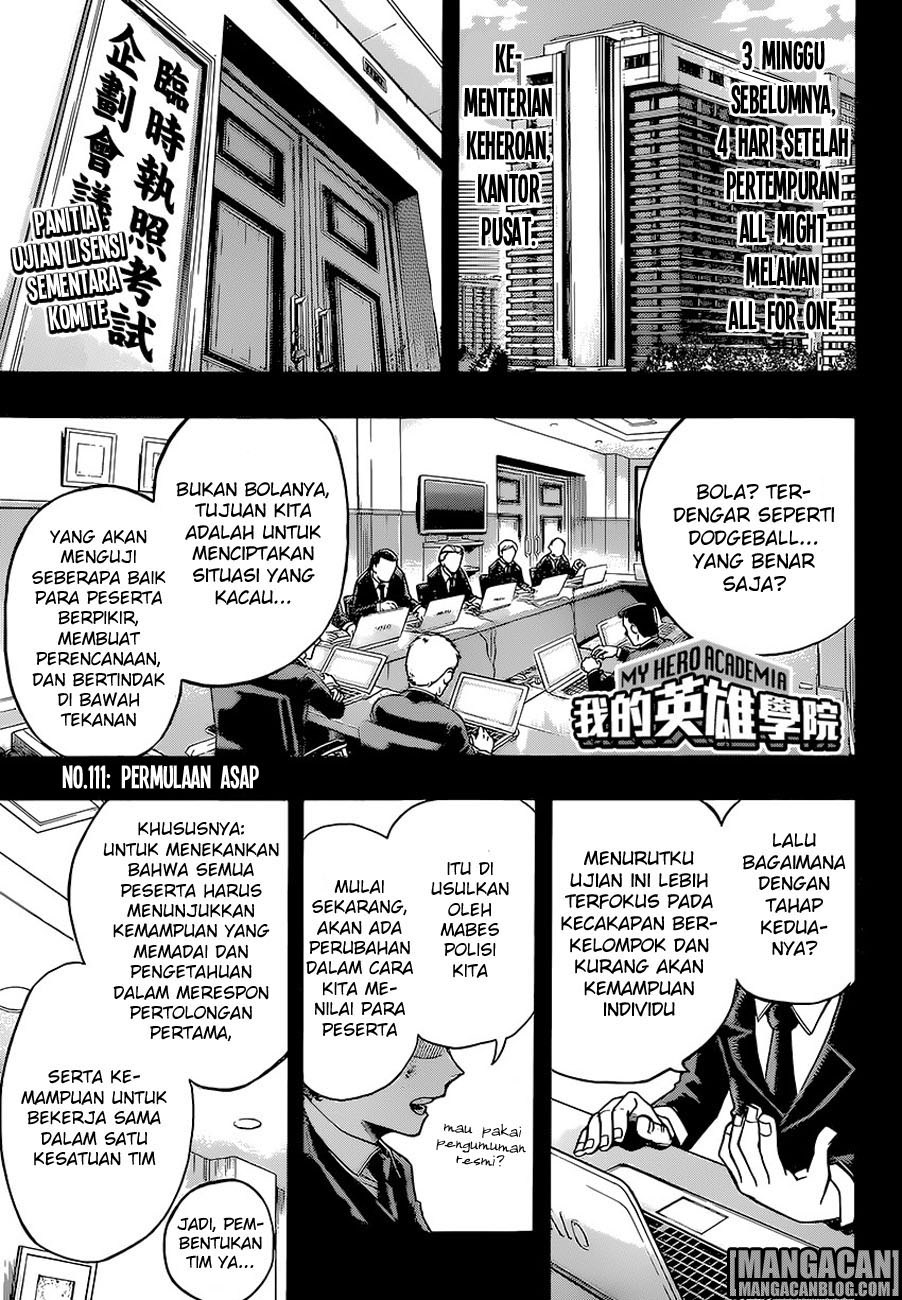 3 MINGGU
SEBELUMNYA,
4 HARI SETELAH
PERTEMPURAN
ALL MIGHT
MELAWAN
ALL FOR ONE
KE-
MENTERIAN
KEHEROAN,
KANTOR
PUSAT.
臨時執照考試
企劃會議
PANITIA
UJIAN LISENSI
SEMENTARA
KOMITE
BOLA? TER-
DENGAR SEPERTI
DODGEBALL...
YANG BENAR
SAJA?
BUKAN BOLANYA,
TUJUAN KITA
ADALAH UNTUK
MENCIPTAKAN
SITUASI YANG
KACAU...
YANG AKAN
MENGUJI
SEBERAPA BAIK
PARA PESERTA
BERPIKIR,
MEMBUAT
PERENCANAAN,
DAN BERTINDAK
DI BAWAH
TEKANAN
MY HERO ACADEMIA
我的英雄學院
NO.111: PERMULAAN ASAP
LALU
BAGAIMANA
DENGAN
TAHAP
KEDUA-
NYA?
MENURUTKU
UJIAN INI LEBIH
TERFOKUS PADA
KECAKAPAN BER-
KELOMPOK DAN
KURANG AKAN
KEMAMPUAN
INDIVIDU
ITU DI
USULKAN
OLEH
MABES
POLISI
KITA
MULAI
SEKARANG,
AKAN ADA
PERUBAHAN
DALAM CARA
KITA ME-
NILAI PARA
PESERTA
mau pakai
pengumuman
resmi?
KHUSUSNYA:
UNTUK MENEKANKAN
BAHWA SEMUA
PESERTA HARUS
MENUNJUKKAN
KEMAMPUAN YANG
MEMADAI DAN
PENGETAHUAN
DALAM MERESPON
PERTOLONGAN
PERTAMA,
SERTA KE-
MAMPUAN UNTUK
BEKERJA SAMA
DALAM SATU
KESATUAN TIM
JADI, PEM-
BENTUKAN
TIM YA...
[MANGACAN]
MANGACANBLOG.COM